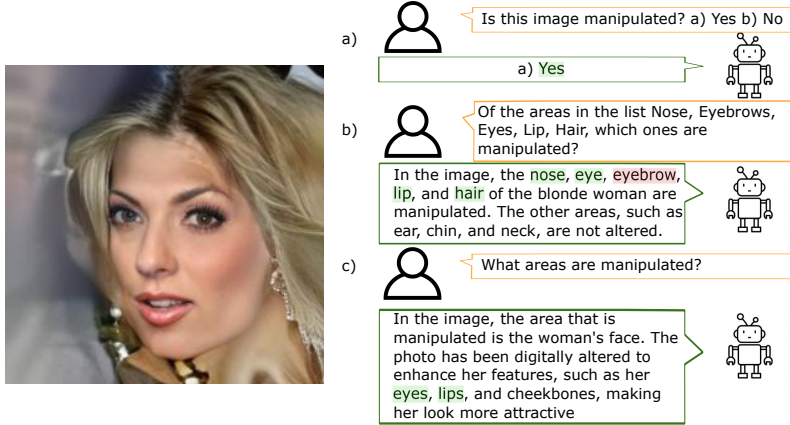 a)
Is this image manipulated? a) Yes b) No
a) Yes
b)
Of the areas in the list Nose, Eyebrows,
Eyes, Lip, Hair, which ones are
manipulated?
In the image, the nose, eye, eyebrow,
lip, and hair of the blonde woman are
manipulated. The other areas, such as
ear, chin, and neck, are not altered.
c)
What areas are manipulated?
In the image, the area that is
manipulated is the woman's face. The
photo has been digitally altered to
enhance her features, such as her
eyes, lips, and cheekbones, making
her look more attractive